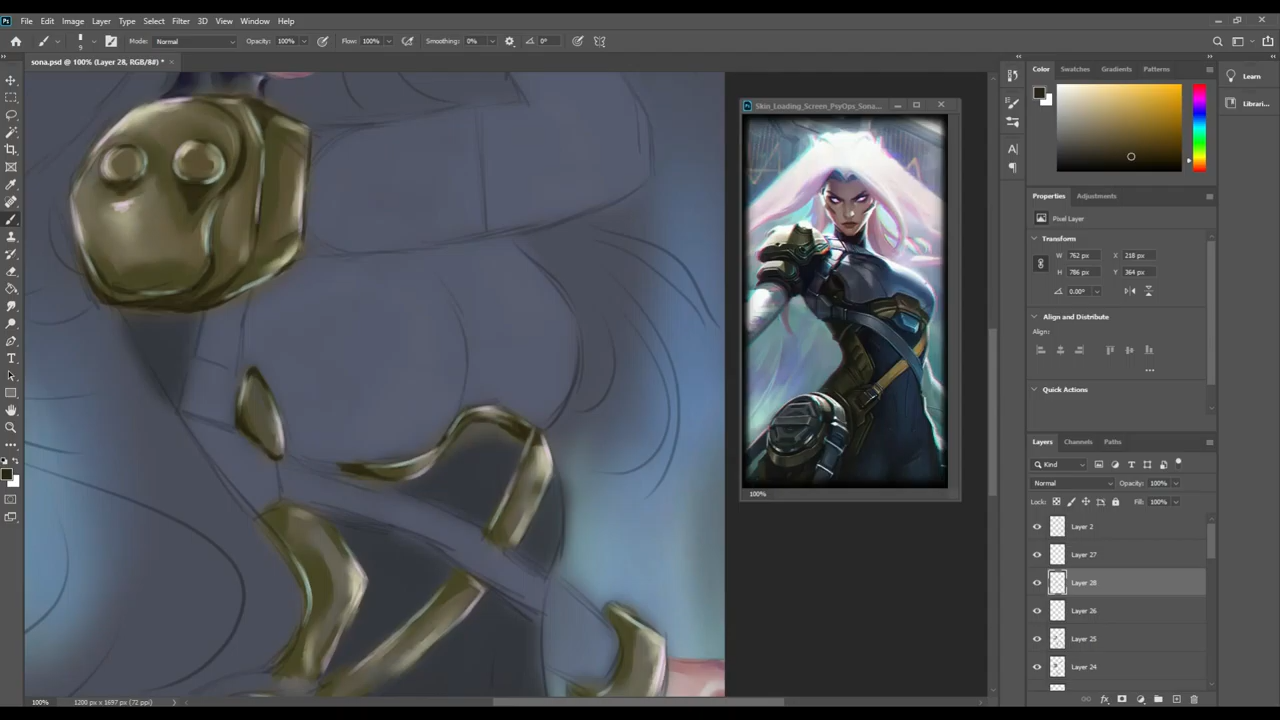 File Edit Image Layer Type Select Filter 3D View Window Help
9 Mode: Normal Opacity: 100% Flow: 100% Smoothing: 0% 0°
sona.psd @ 100% (Layer 28, RGB/8#) * ×
Skin_Loading_Screen_PsyOps_Sona...
100%
Color Swatches Gradients Patterns
Learn
Librari...
Properties Adjustments
Pixel Layer
Transform
W 762 px X 218 px
H 786 px Y 364 px
0.00°
Align and Distribute
Align:
...
Quick Actions
Layers Channels Paths
Kind
Normal Opacity: 100%
Lock: Fill: 100%
Layer 2
Layer 27
Layer 28
Layer 26
Layer 25
Layer 24
100% 1200 px x 1697 px (72 ppi)